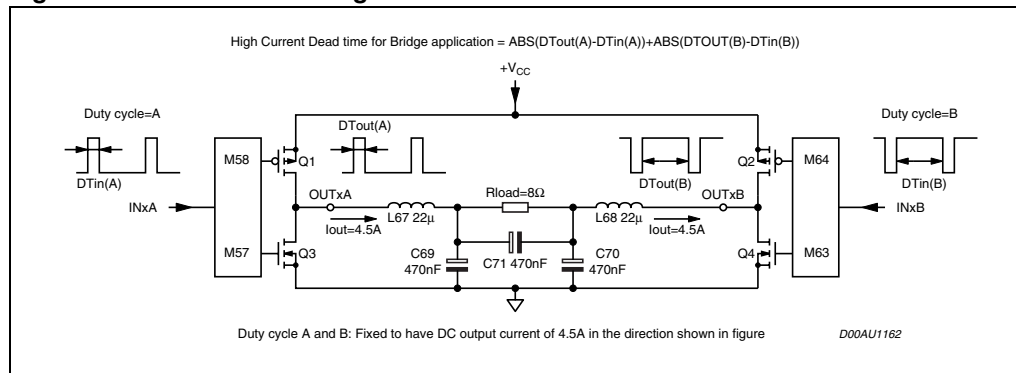 High Current Dead time for Bridge application = ABS(DTout(A)-DTin(A))+ABS(DTOUT(B)-DTin(B))
+VCC
Duty cycle=A
DTout(A)
Duty cycle=B
M58
Q1
Q2
M64
DTin(A)
DTout(B)
DTin(B)
OUTxA
Rload=8Ω
OUTxB
INxA
L67 22μ
L68 22μ
INxB
Iout=4.5A
Iout=4.5A
M57
Q3
C69
470nF
C71 470nF
C70
470nF
Q4
M63
Duty cycle A and B: Fixed to have DC output current of 4.5A in the direction shown in figure
D00AU1162